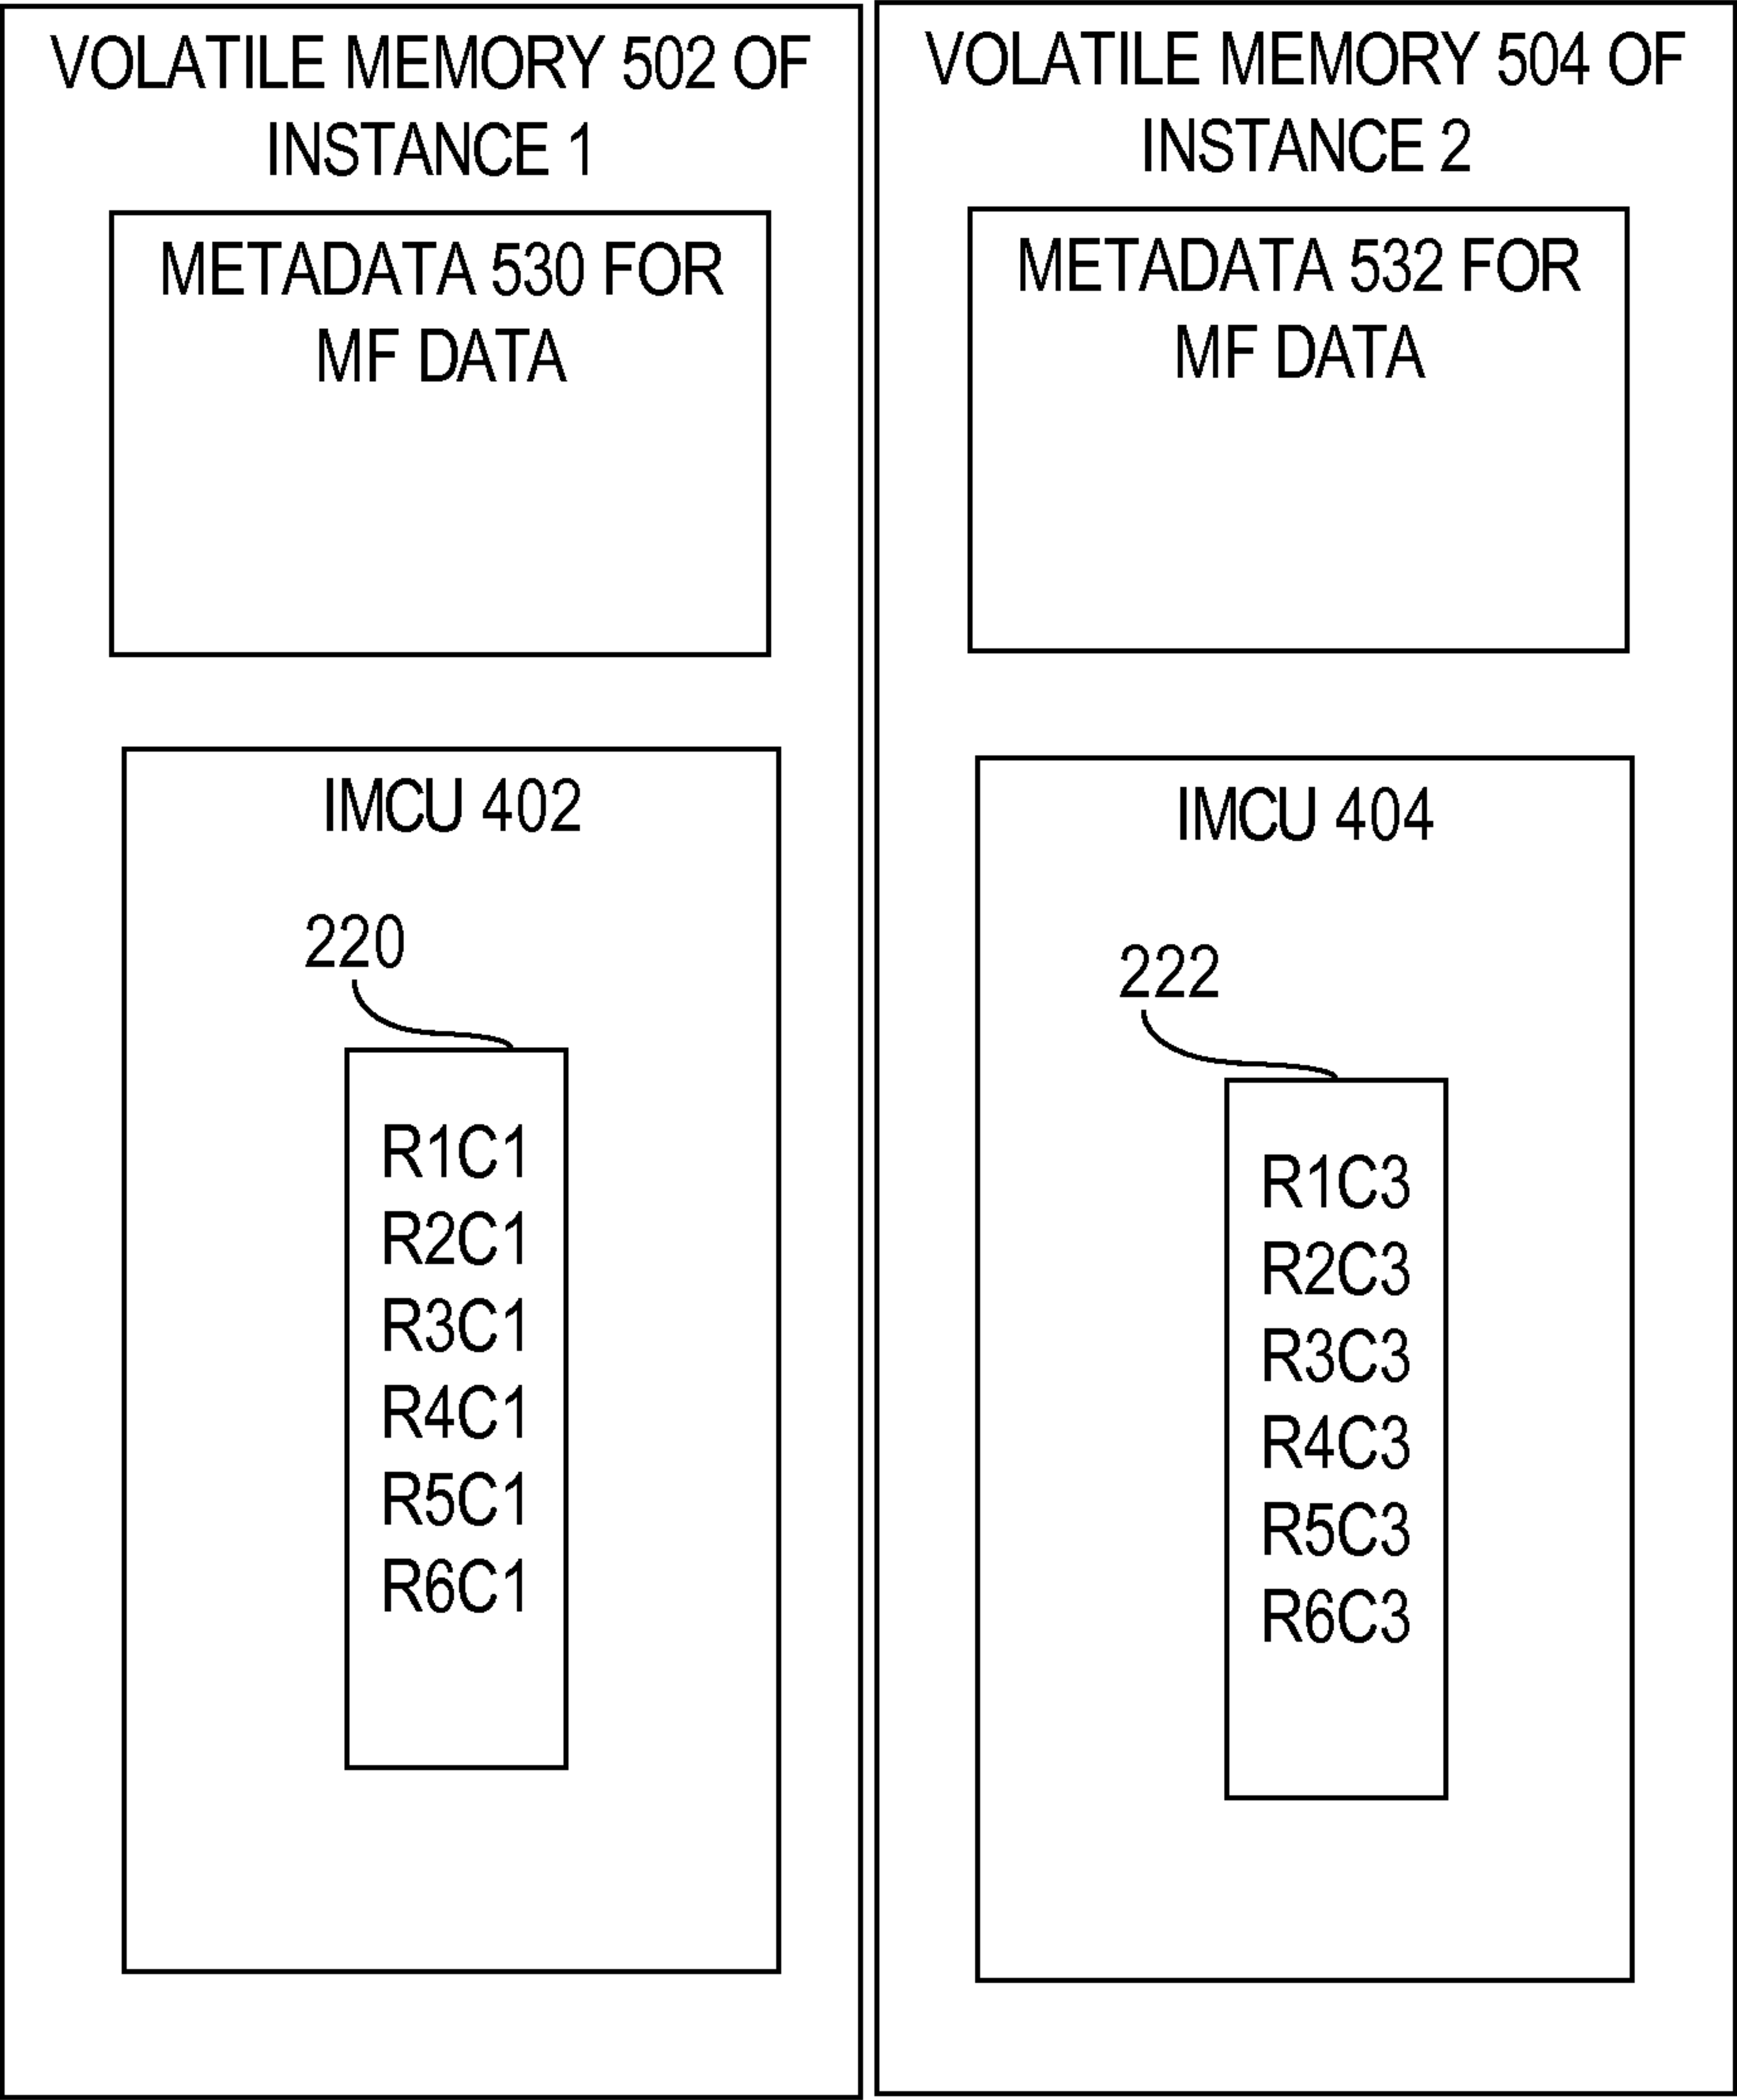 VOLATILE MEMORY 502 OF
INSTANCE 1
METADATA 530 FOR
MF DATA
IMCU 402
220
R1C1
R2C1
R3C1
R4C1
R5C1
R6C1
VOLATILE MEMORY 504 OF
INSTANCE 2
METADATA 532 FOR
MF DATA
IMCU 404
222
R1C3
R2C3
R3C3
R4C3
R5C3
R6C3